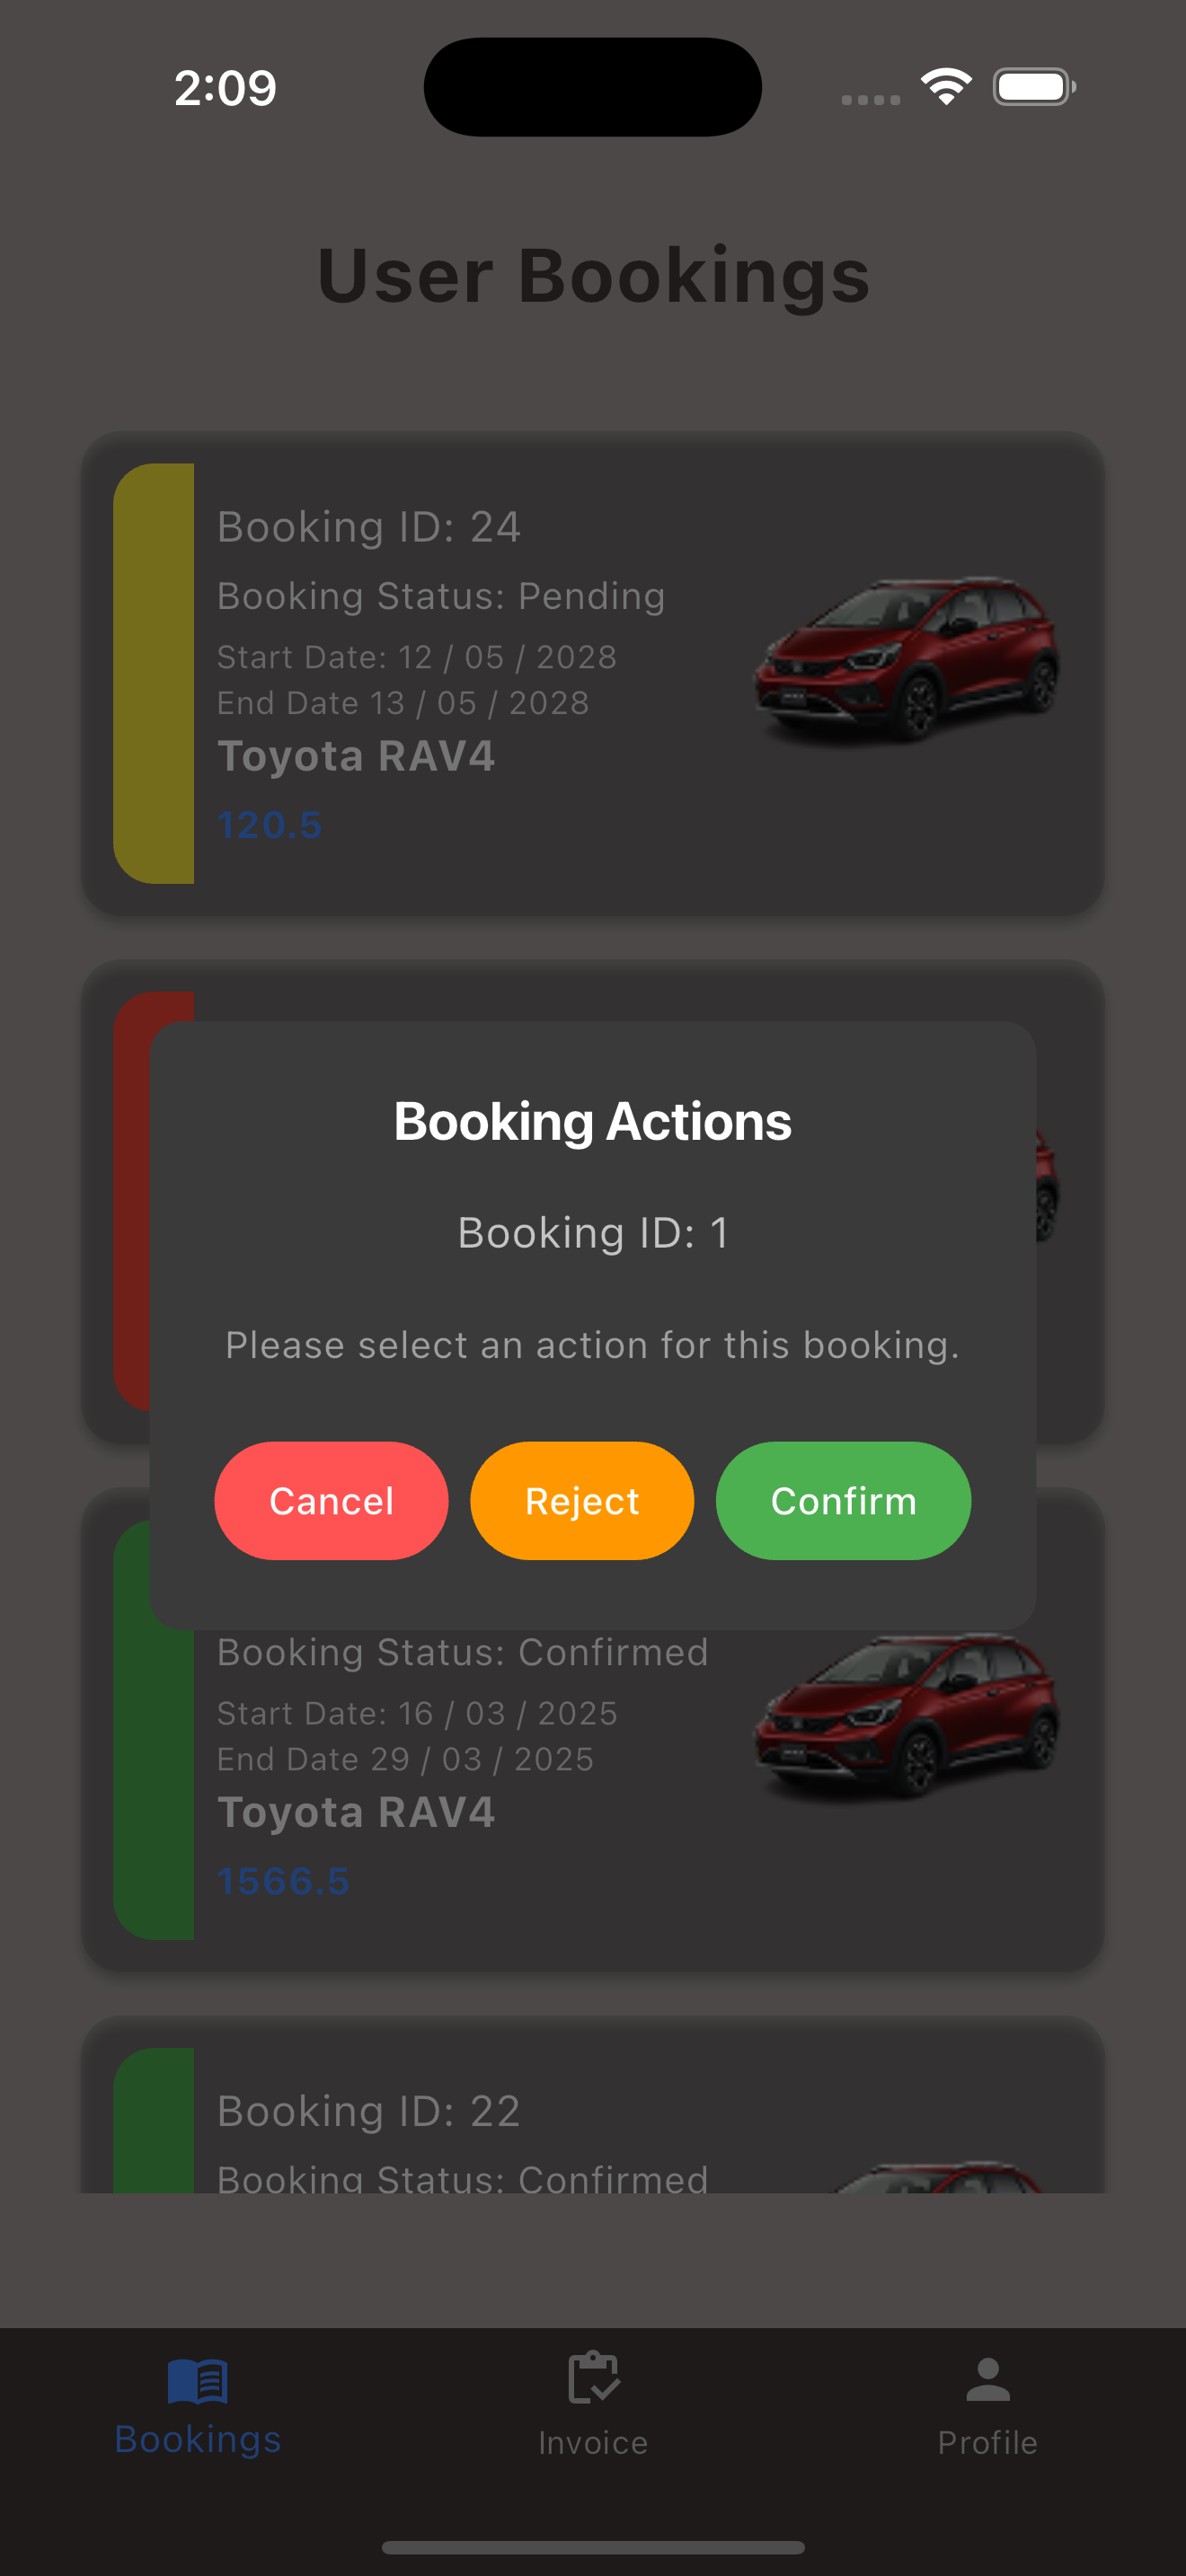 2:09
User Bookings
Booking ID: 24
Booking Status: Pending
Start Date: 12 / 05 / 2028
End Date 13 / 05 / 2028
Toyota RAV4
120.5
Booking Actions
Booking ID: 1
Please select an action for this booking.
Cancel Reject Confirm
Booking Status: Confirmed
Start Date: 16 / 03 / 2025
End Date 29 / 03 / 2025
Toyota RAV4
1566.5
Booking ID: 22
Booking Status: Confirmed
Bookings Invoice Profile